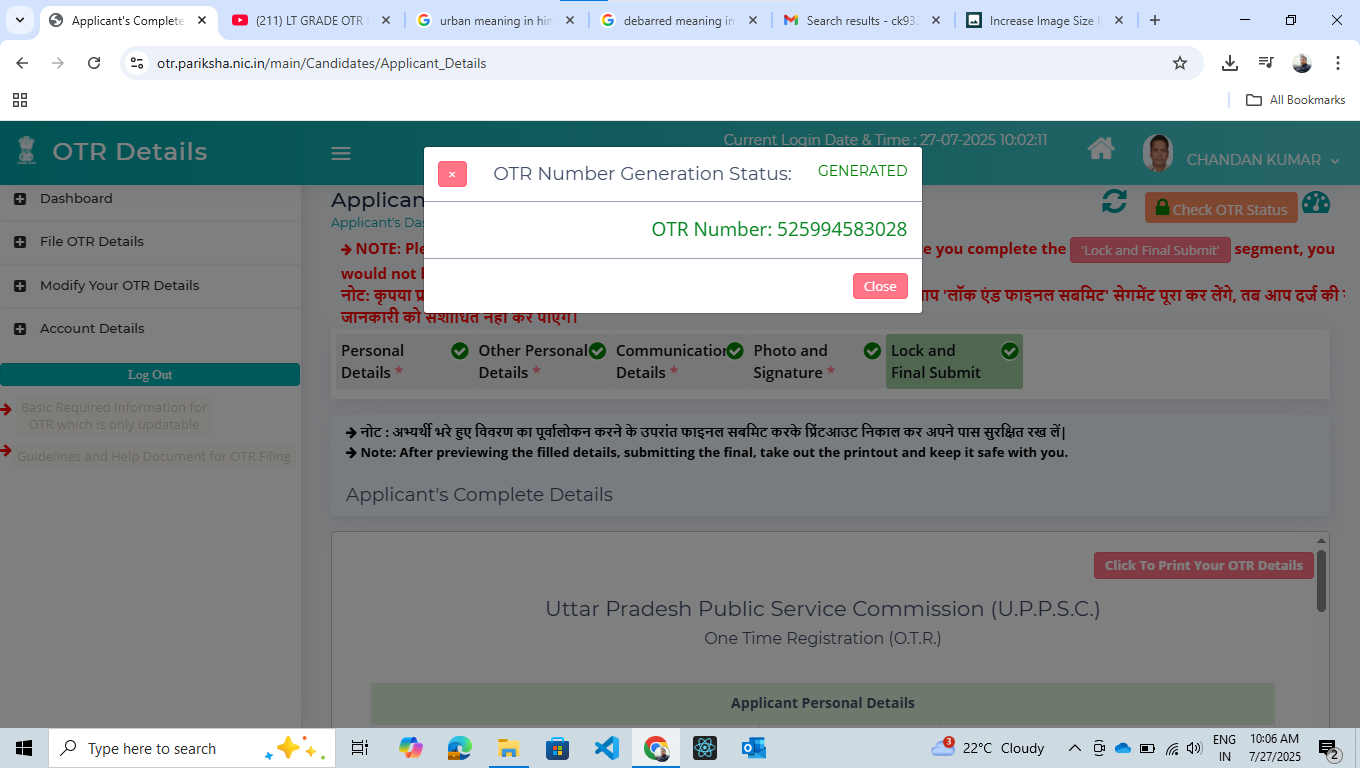 Applicant's Complete
(211) LT GRADE OTR
urban meaning in hin
debarred meaning in
Search results - ck93
Increase Image Size
otr.pariksha.nic.in/main/Candidates/Applicant_Details
All Bookmarks
OTR Details
Current Login Date & Time : 27-07-2025 10:02:11
CHANDAN KUMAR
OTR Number Generation Status: GENERATED
OTR Number: 525994583028
Close
Dashboard
File OTR Details
Modify Your OTR Details
Account Details
Log Out
Basic Required Information for
OTR which is only updatable
Guidelines and Help Document for OTR Filing
Applican
Applicant's Das
Check OTR Status
NOTE: Ple
e you complete the 'Lock and Final Submit' segment, you
would not
नोट: कृपया
आप 'लॉक एंड फाइनल सबमिट' सेगमेंट पूरा कर लेंगे, तब आप दर्ज की
जानकारी को संशोधित नहीं कर पाएंगे।
Personal
Details *
Other Personal
Details *
Communication
Details *
Photo and
Signature *
Lock and
Final Submit
नोट : अभ्यर्थी भरे हुए विवरण का पूर्वालोकन करने के उपरांत फाइनल सबमिट करके प्रिंटआउट निकाल कर अपने पास सुरक्षित रख लें|
Note: After previewing the filled details, submitting the final, take out the printout and keep it safe with you.
Applicant's Complete Details
Click To Print Your OTR Details
Uttar Pradesh Public Service Commission (U.P.P.S.C.)
One Time Registration (O.T.R.)
Applicant Personal Details
Type here to search
3
22°C Cloudy
ENG
IN
10:06 AM
7/27/2025
2